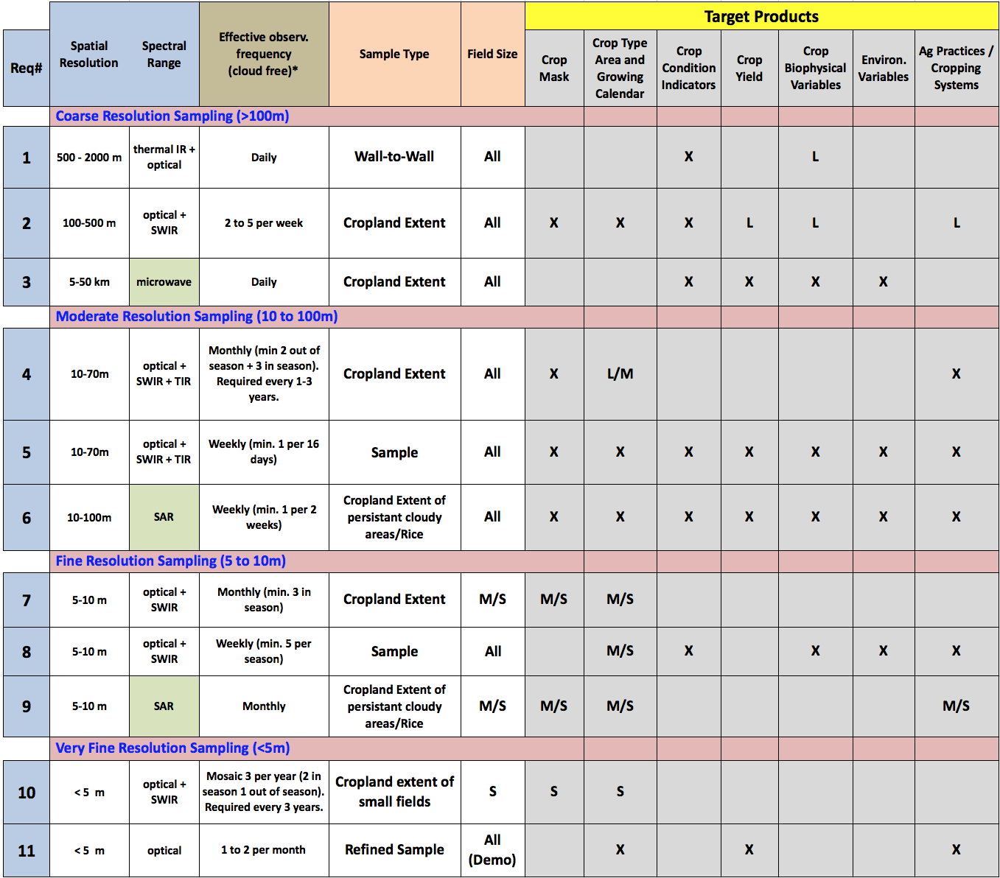 Target Products
Req#
Spatial
Resolution
Spectral
Range
Effective observ.
frequency
(cloud free)*
Sample Type
Field Size
Crop
Mask
Crop Type
Area and
Growing
Calendar
Crop
Condition
Indicators
Crop
Yield
Crop
Biophysical
Variables
Environ.
Variables
Ag Practices /
Cropping
Systems
Coarse Resolution Sampling (>100m)
1
500 - 2000 m
thermal IR +
optical
Daily
Wall-to-Wall
All
X
L
2
100-500 m
optical +
SWIR
2 to 5 per week
Cropland Extent
All
X
X
X
L
L
L
3
5-50 km
microwave
Daily
Cropland Extent
All
X
X
X
X
Moderate Resolution Sampling (10 to 100m)
4
10-70m
optical +
SWIR + TIR
Monthly (min 2 out of
season + 3 in season).
Required every 1-3
years.
Cropland Extent
All
X
L/M
X
5
10-70m
optical +
SWIR + TIR
Weekly (min. 1 per 16
days)
Sample
All
X
X
X
X
X
X
X
6
10-100m
SAR
Weekly (min. 1 per 2
weeks)
Cropland Extent of
persistant cloudy
areas/Rice
All
X
X
X
X
X
X
X
Fine Resolution Sampling (5 to 10m)
7
5-10 m
optical +
SWIR
Monthly (min. 3 in
season)
Cropland Extent
M/S
M/S
M/S
8
5-10 m
optical +
SWIR
Weekly (min. 5 per
season)
Sample
All
M/S
X
X
X
X
9
5-10 m
SAR
Monthly
Cropland Extent of
persistant cloudy
areas/Rice
M/S
M/S
M/S
M/S
Very Fine Resolution Sampling (<5m)
10
< 5 m
optical +
SWIR
Mosaic 3 per year (2 in
season 1 out of season).
Required every 3 years.
Cropland extent of
small fields
S
S
S
11
< 5 m
optical
1 to 2 per month
Refined Sample
All
(Demo)
X
X
X